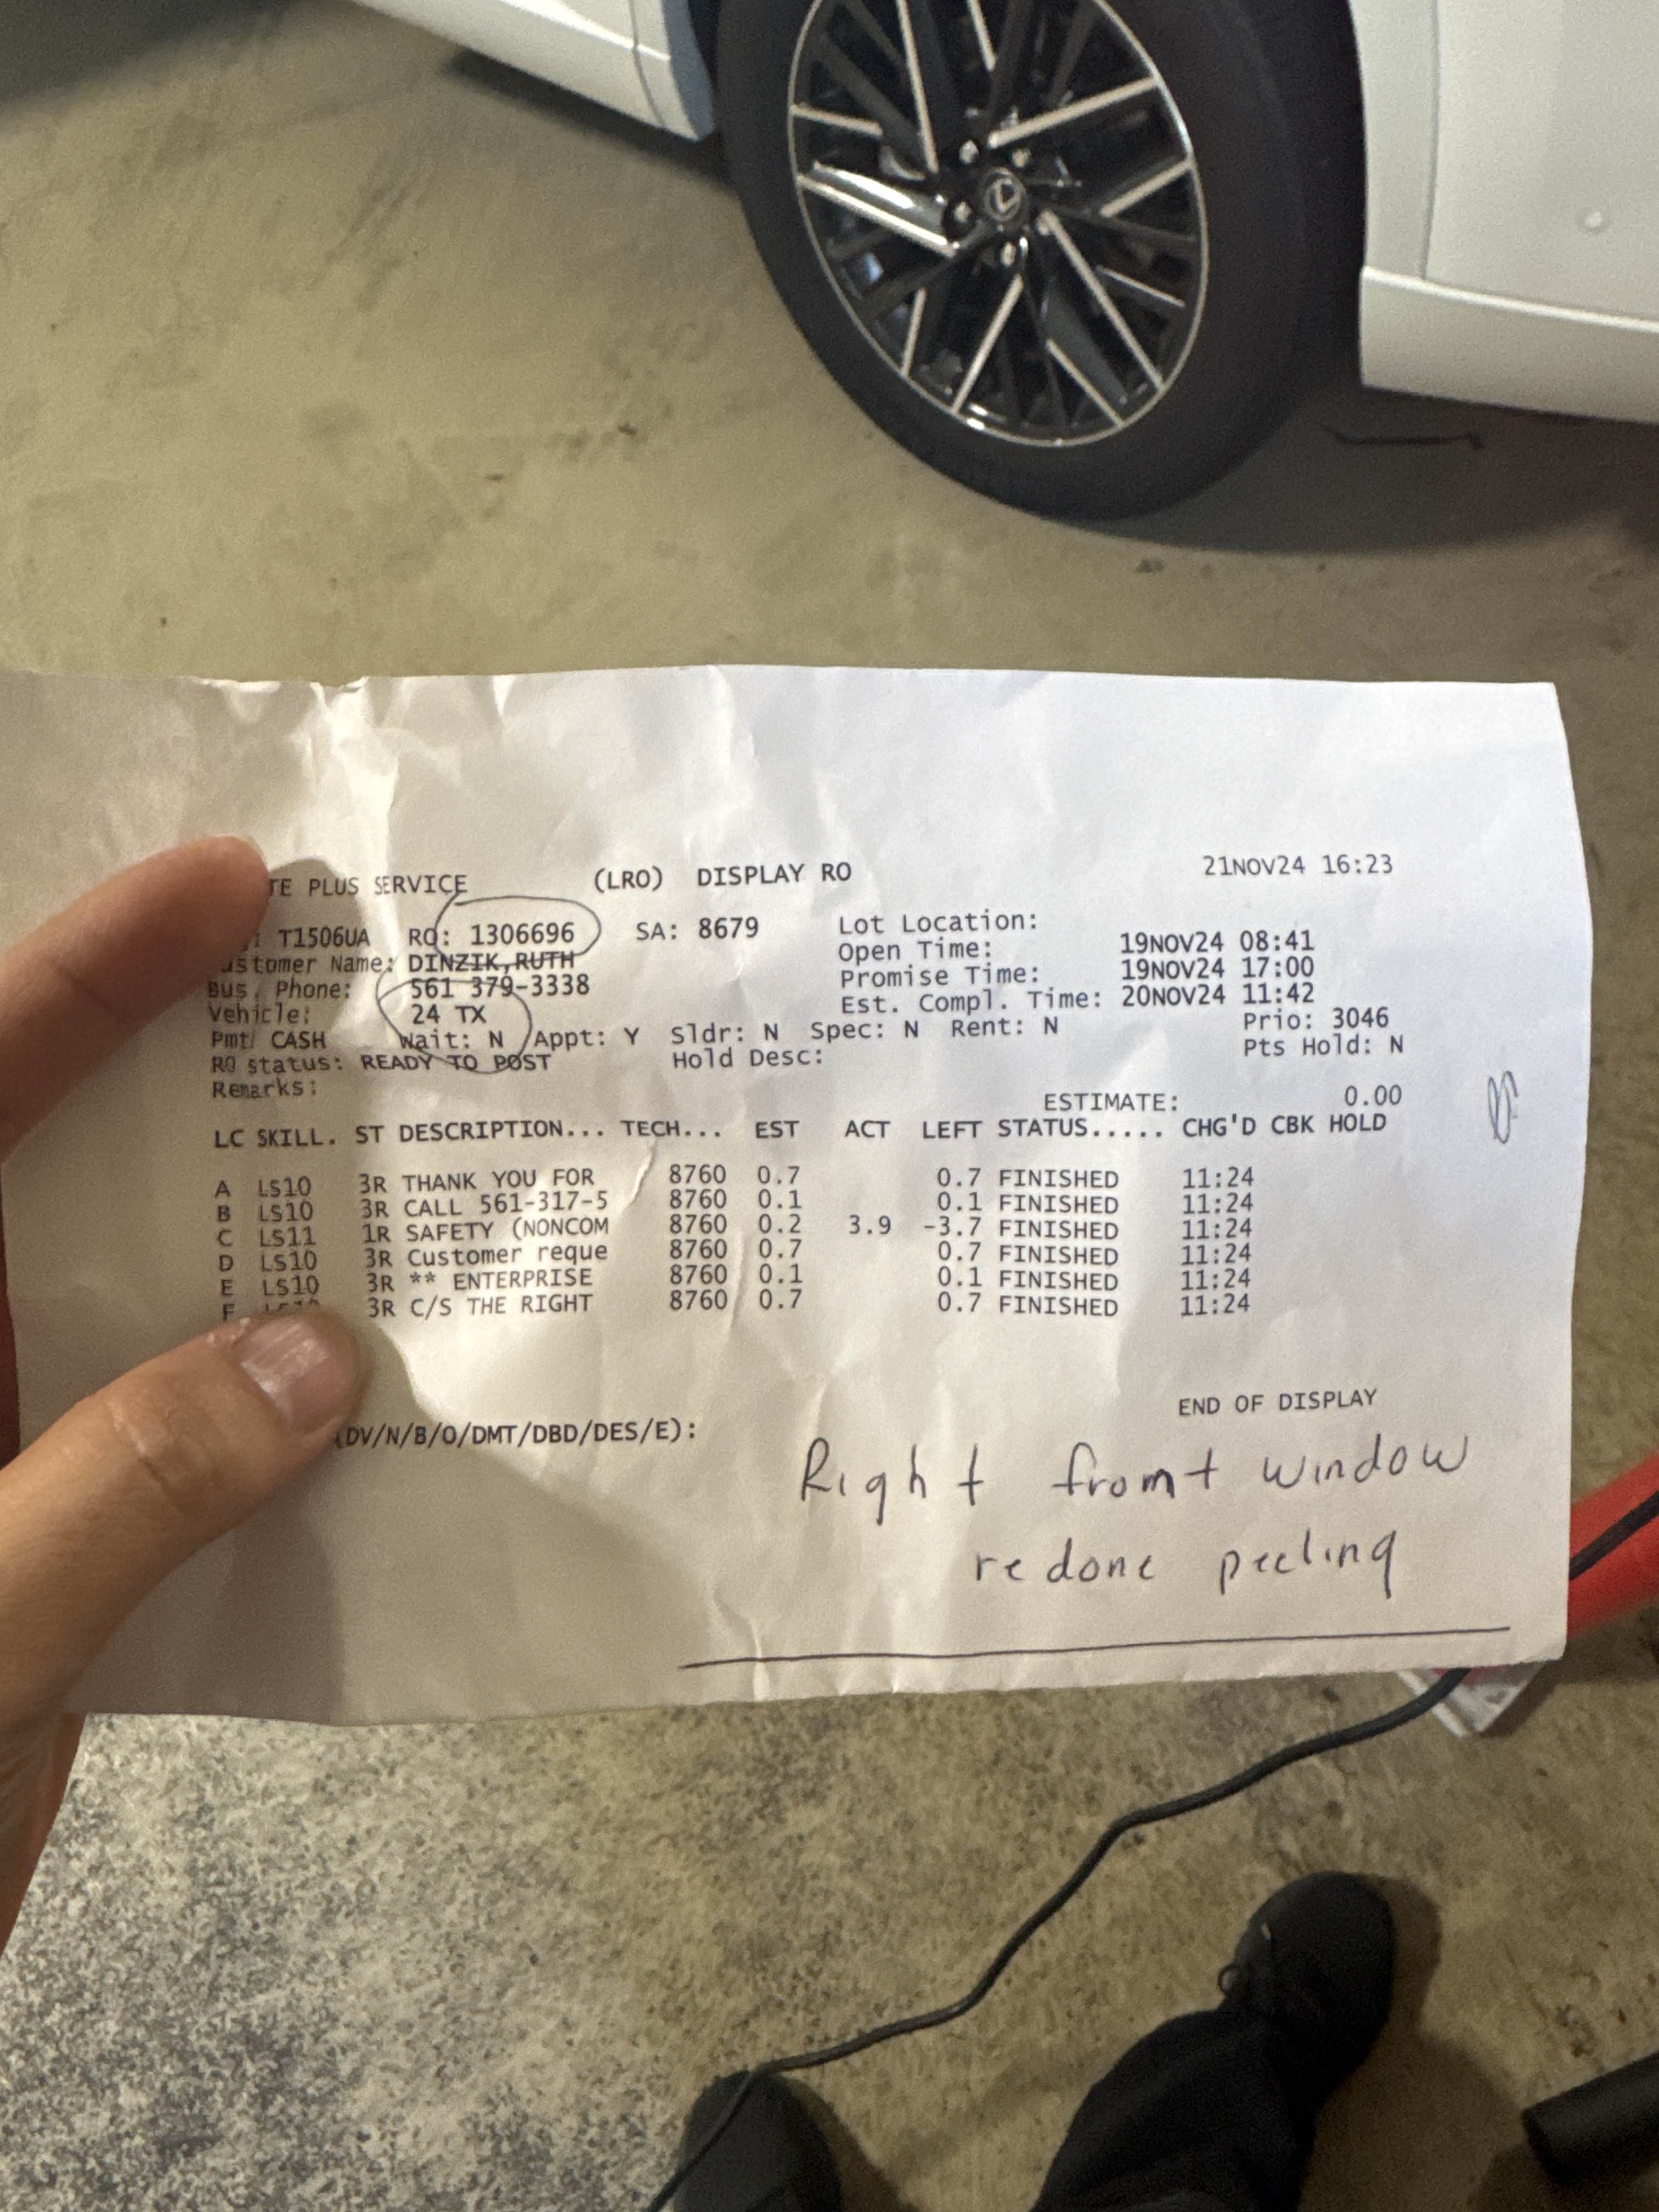 TE PLUS SERVICE (LRO) DISPLAY RO 21NOV24 16:23
T1506UA RO: 1306696 SA: 8679 Lot Location:
ustomer Name: DINZIK,RUTH Open Time: 19NOV24 08:41
Bus. Phone: 561 379-3338 Promise Time: 19NOV24 17:00
Vehicle: 24 TX Est. Compl. Time: 20NOV24 11:42
Pmt: CASH Wait: N Appt: Y Sldr: N Spec: N Rent: N Prio: 3046
RO status: READY TO POST Hold Desc: Pts Hold: N
Remarks:
ESTIMATE: 0.00
LC SKILL. ST DESCRIPTION... TECH... EST ACT LEFT STATUS..... CHG'D CBK HOLD
A LS10 3R THANK YOU FOR 8760 0.7 0.7 FINISHED 11:24
B LS10 3R CALL 561-317-5 8760 0.1 0.1 FINISHED 11:24
C LS11 1R SAFETY (NONCOM 8760 0.2 3.9 -3.7 FINISHED 11:24
D LS10 3R Customer reque 8760 0.7 0.7 FINISHED 11:24
E LS10 3R ** ENTERPRISE 8760 0.1 0.1 FINISHED 11:24
F 3R C/S THE RIGHT 8760 0.7 0.7 FINISHED 11:24
END OF DISPLAY
(DV/N/B/O/DMT/DBD/DES/E):
Right fromt window
redone peeling